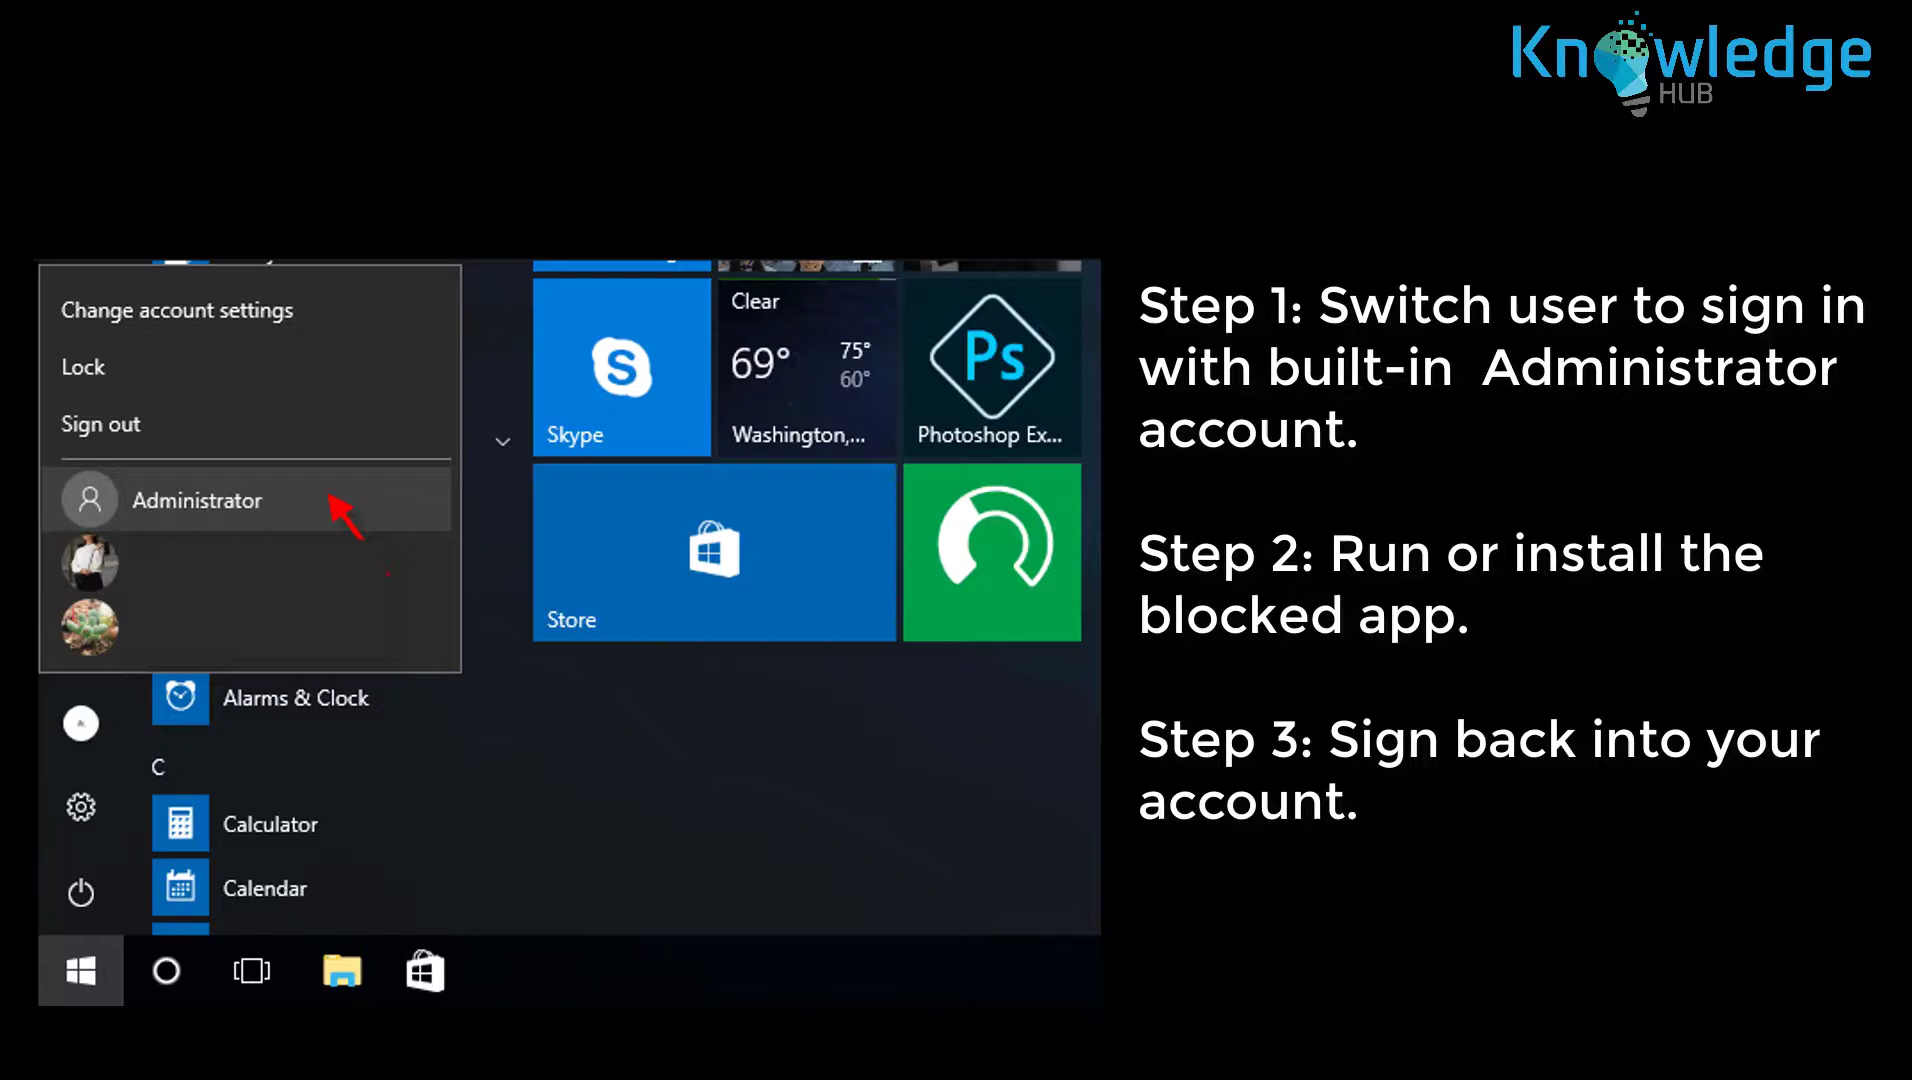 Knowledge
HUB
Change account settings
Lock
Sign out
Administrator
Alarms & Clock
C
Calculator
Calendar
Skype
Clear
69° 75°
60°
Washington,...
Ps
Photoshop Ex...
Store
Step 1: Switch user to sign in
with built-in Administrator
account.
Step 2: Run or install the
blocked app.
Step 3: Sign back into your
account.